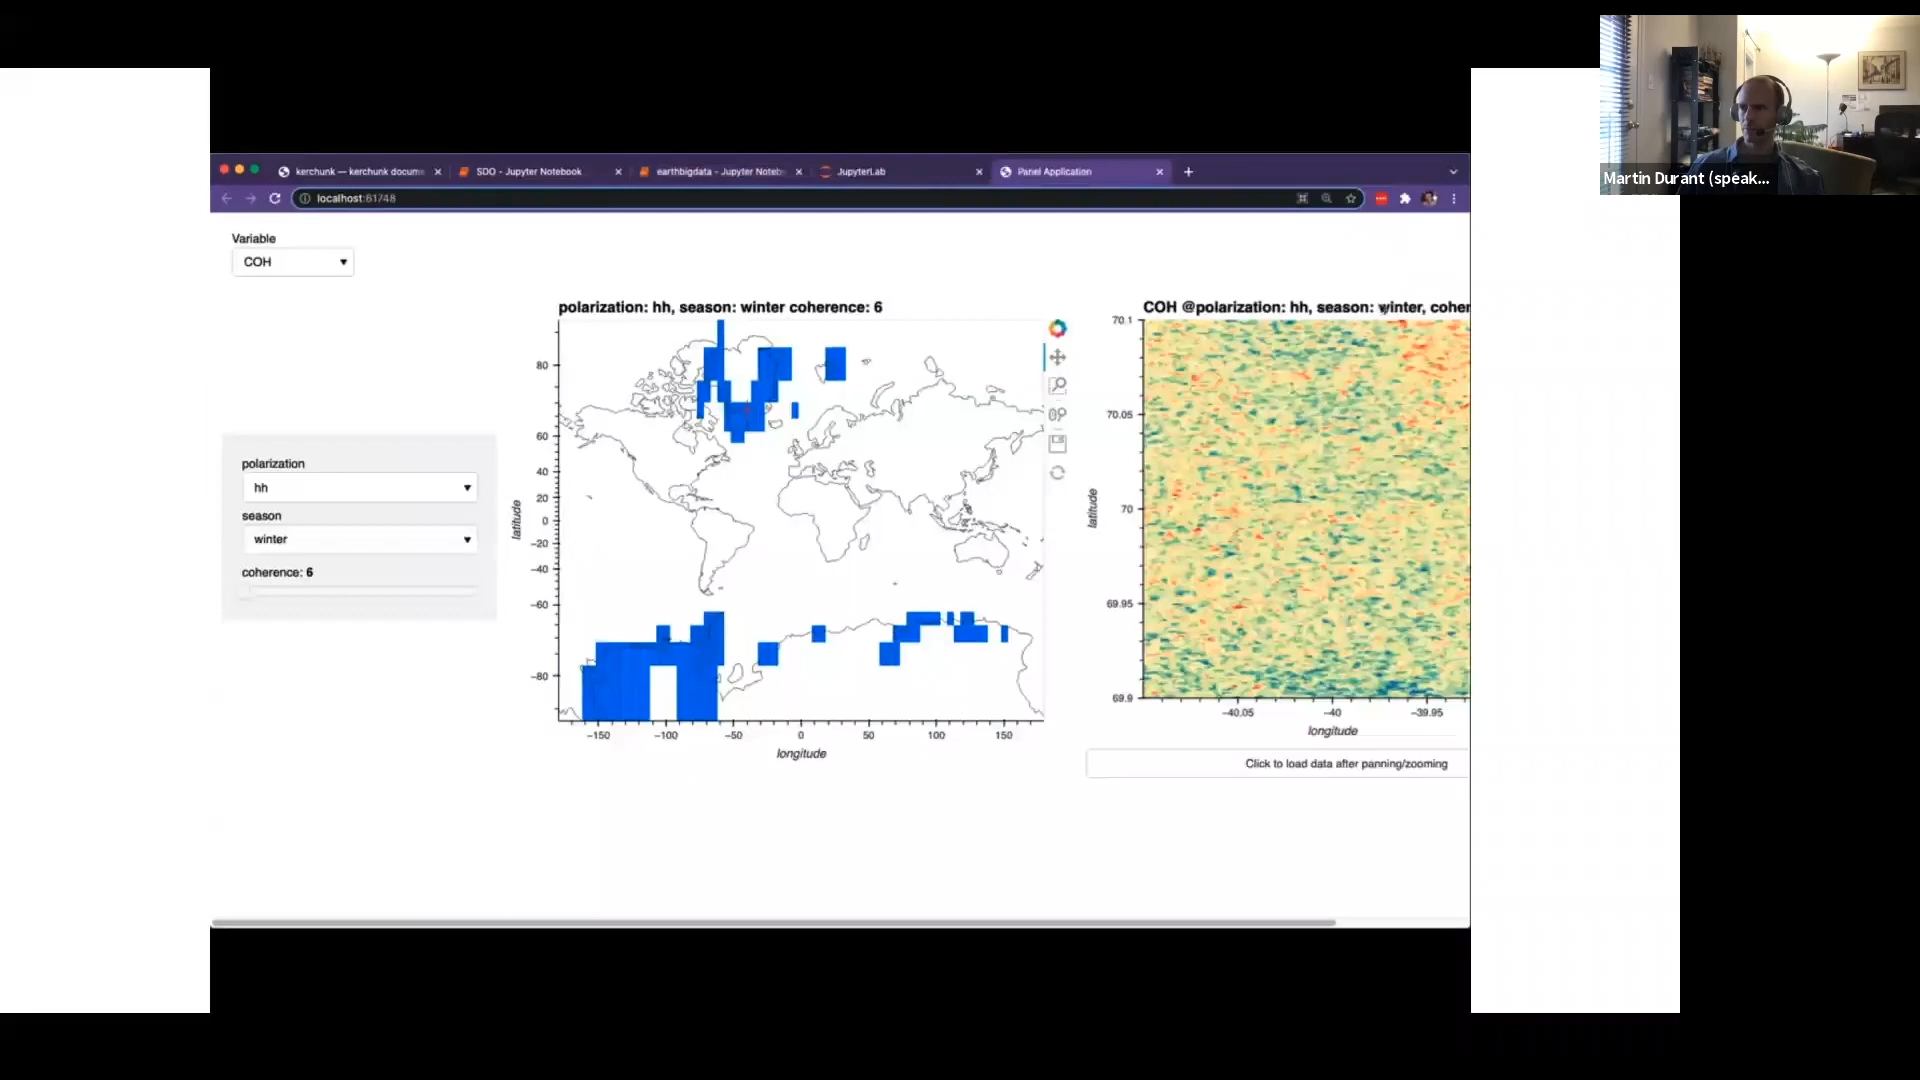 Martin Durant (speak...
kerchunk — kerchunk docume
SDO - Jupyter Notebook
earthbigdata - Jupyter Noteb
JupyterLab
Panel Application
localhost:61748
Variable
COH
polarization
hh
season
winter
coherence: 6
polarization: hh, season: winter coherence: 6
80
60
40
20
0
−20
−40
−60
−80
latitude
−150 −100 −50 0 50 100 150
longitude
COH @polarization: hh, season: winter, coher
70.1
70.05
70
69.95
69.9
latitude
−40.05 −40 −39.95
longitude
Click to load data after panning/zooming